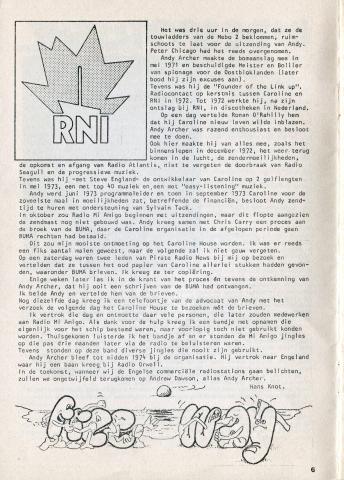 RNI
Het was drie uur in de morgen, dat ze de
touwladders van de Mebo 2 beklommen, ruim-
schoots te laat voor de uitzending van Andy.
Peter Chicago had het reeds overgenomen.
Andy Archer maakte de bomaanslag mee in
mei 1971 en beschuldigde Meister en Bollier
van spionage voor de Oostbloklanden (later
bood hij zijn excuses aan).
Tevens was hij de "Founder of the Link up".
Radiocontact op kerstnis tussen Caroline en
RNI in 1972. Tot 1972 werkte hij, na zijn
ontslag bij RNI, in discotheken in Nederland.
Op een dag vertelde Ronan O'Rahilly hem
dat hij Caroline nieuw leven wilde inblazen.
Andy Archer was razend enthousiast en besloot
mee te doen.
Ook hier maakte hij van alles mee, zoals het
binnenslepen in december 1972, het weer terug
komen in de lucht, de zendermoeilijkheden,
de opkomst en afgang van Radio Atlantis, niet te vergeten de doorbraak van Radio
Seagull en de progressieve muziek.
Tevens was hij -met Steve England- de ontwikkelaar van Caroline op 2 golflengten
in mei 1973, een met top 40 muziek en een met "easy-listening" muziek.
Andy werd juni 1973 programmaleider en toen in september 1973 Caroline voor de
zoveelste maal in moeilijkheden zat, betreffende de financiën, besloot Andy zend-
tijd te huren met ondersteuning van Sylvain Tack.
In oktober zou Radio Mi Amigo beginnen met uitzendingen, maar dit flopte aangezien
de zendmast nog niet gebouwd was. Andy kreeg samen met Chris Carry een proces aan
de broek van de BUMA, daar de Caroline organisatie in de afgelopen periode geen
BUMA rechten had betaald.
Dit zou mijn mooiste ontmoeting op het Caroline House worden. Ik was er reeds
een fiks aantal malen geweest, maar de volgende zal ik niet gauw vergeten.
Op een zaterdag waren twee leden van Pirate Radio News bij mij op bezoek en
vertelden dat ze tussen het oud papier van Caroline allerlei stukken hadden gevon-
den, waaronder BUMA brieven. Ik kreeg ze ter copiëring.
Enige weken later las ik in de krant van het proces én tevens de ontkenning van
Andy Archer, dat hij ooit een schrijven van de BUMA had ontvangen.
Ik belde Andy en vertelde hem van de brieven.
Nog diezelfde dag kreeg ik een telefoontje van de advocaat van Andy met het
verzoek de volgende dag het Caroline House te bezoeken mét de brieven.
Ik vertrok die dag en ontmoette daar vele personen, die later zouden medewerken
aan Radio Mi Amigo. Als dank voor de hulp kreeg ik een bandje met opnamen die
eigenlijk voor het schip bestemd waren, maar voorlopig toch niet gebruikt konden
worden. Thuisgekomen luisterde ik het bandje af en er stonden de Mi Amigo jingles
op die pas drie maanden later via de radio te beluisteren waren.
Tevens stonden op deze band diverse jingles die nooit zijn gebruikt.
Andy Archer bleef tot midden 1974 bij de organisatie. Hij vertrok naar Engeland
waar hij een baan kreeg bij Radio Orwell.
In de toekomst, wanneer wij de Engelse commerciële radiostations gaan belichten,
zullen we ongetwijfeld terugkomen op Andrew Dawson, alias Andy Archer.
Hans Knot,
6